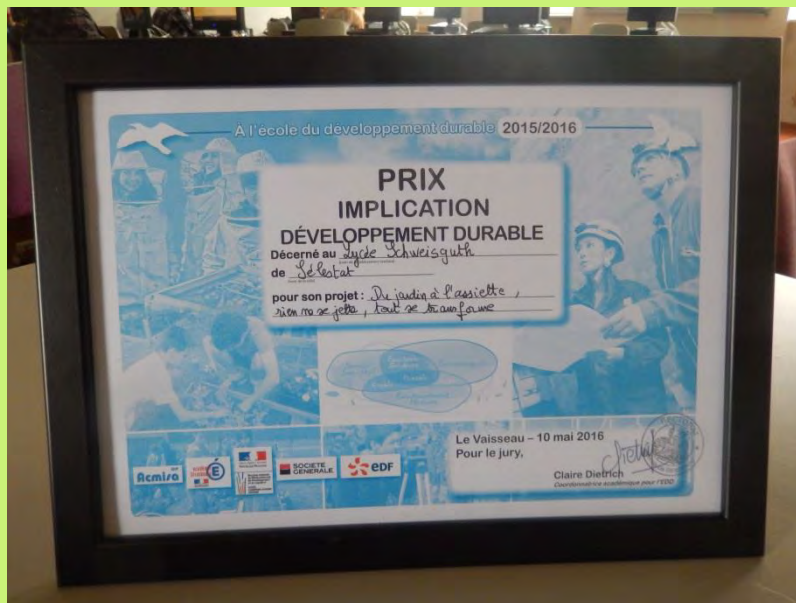 À l'ecole du développement durable 2015/2016
PRIX
IMPLICATION
DÉVELOPPEMENT DURABLE
Décerné au Lycée Schweisguth
de Sélestat
pour son projet : Du jardin à l'assiette,
rien ne se jette, tout se transforme
Le Vaisseau – 10 mai 2016
Pour le jury,
Claire Dietrich
Coordonnatrice académique pour l'EDD
Acmisa
SOCIETE
GENERALE
eDF